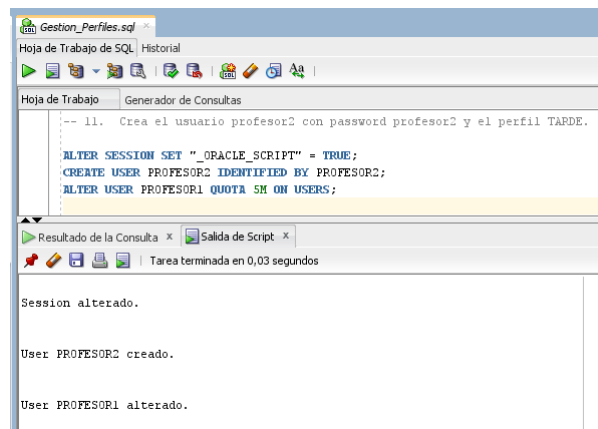 Gestion_Perfiles.sql
Hoja de Trabajo de SQL Historial
Hoja de Trabajo Generador de Consultas
-- 11. Crea el usuario profesor2 con password profesor2 y el perfil TARDE.
ALTER SESSION SET "_ORACLE_SCRIPT" = TRUE;
CREATE USER PROFESOR2 IDENTIFIED BY PROFESOR2;
ALTER USER PROFESOR1 QUOTA 5M ON USERS;
Resultado de la Consulta x Salida de Script x
Tarea terminada en 0,03 segundos
Session alterado.
User PROFESOR2 creado.
User PROFESOR1 alterado.